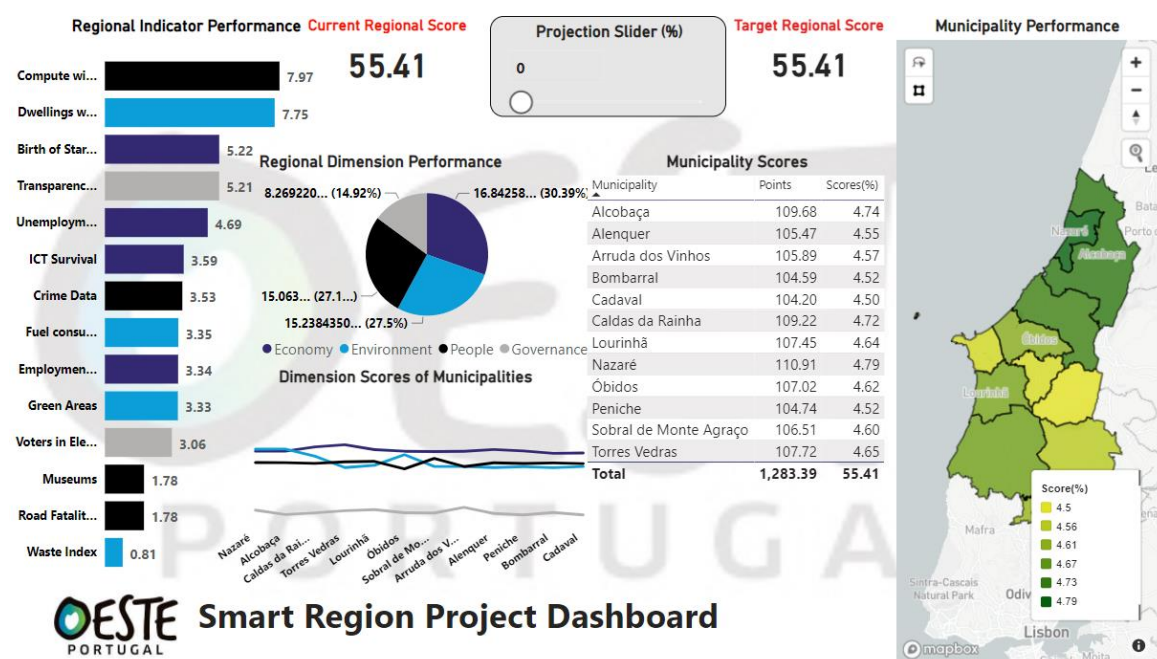 Regional Indicator Performance
Compute wi...
7.97
Dwellings w...
7.75
Birth of Star...
5.22
Transparenc...
5.21
Unemploym...
4.69
ICT Survival
3.59
Crime Data
3.53
Fuel consu...
3.35
Employmen...
3.34
Green Areas
3.33
Voters in Ele...
3.06
Museums
1.78
Road Fatalit...
1.78
Waste Index
0.81
Current Regional Score
55.41
Projection Slider (%)
0
Target Regional Score
55.41
Regional Dimension Performance
8.269220... (14.92%)
16.84258... (30.39%)
15.063... (27.1...)
15.2384350... (27.5%)
Economy Environment People Governance
Dimension Scores of Municipalities
Nazaré
Alcobaça
Caldas da Rai...
Torres Vedras
Lourinhã
Óbidos
Sobral de Mo...
Arruda dos V...
Alenquer
Peniche
Bombarral
Cadaval
Municipality Scores
Municipality Points Scores(%)
Alcobaça 109.68 4.74
Alenquer 105.47 4.55
Arruda dos Vinhos 105.89 4.57
Bombarral 104.59 4.52
Cadaval 104.20 4.50
Caldas da Rainha 109.22 4.72
Lourinhã 107.45 4.64
Nazaré 110.91 4.79
Óbidos 107.02 4.62
Peniche 104.74 4.52
Sobral de Monte Agraço 106.51 4.60
Torres Vedras 107.72 4.65
Total 1,283.39 55.41
Municipality Performance
Nazaré
Alcobaça
Óbidos
Lourinhã
Bata
Porto d
Le
Mafra
Sintra-Cascais
Natural Park
Odiv
Lisbon
Moita
mapbox
Score(%)
4.5
4.56
4.61
4.67
4.73
4.79
OESTE
PORTUGAL
OESTE
PORTUGAL
Smart Region Project Dashboard